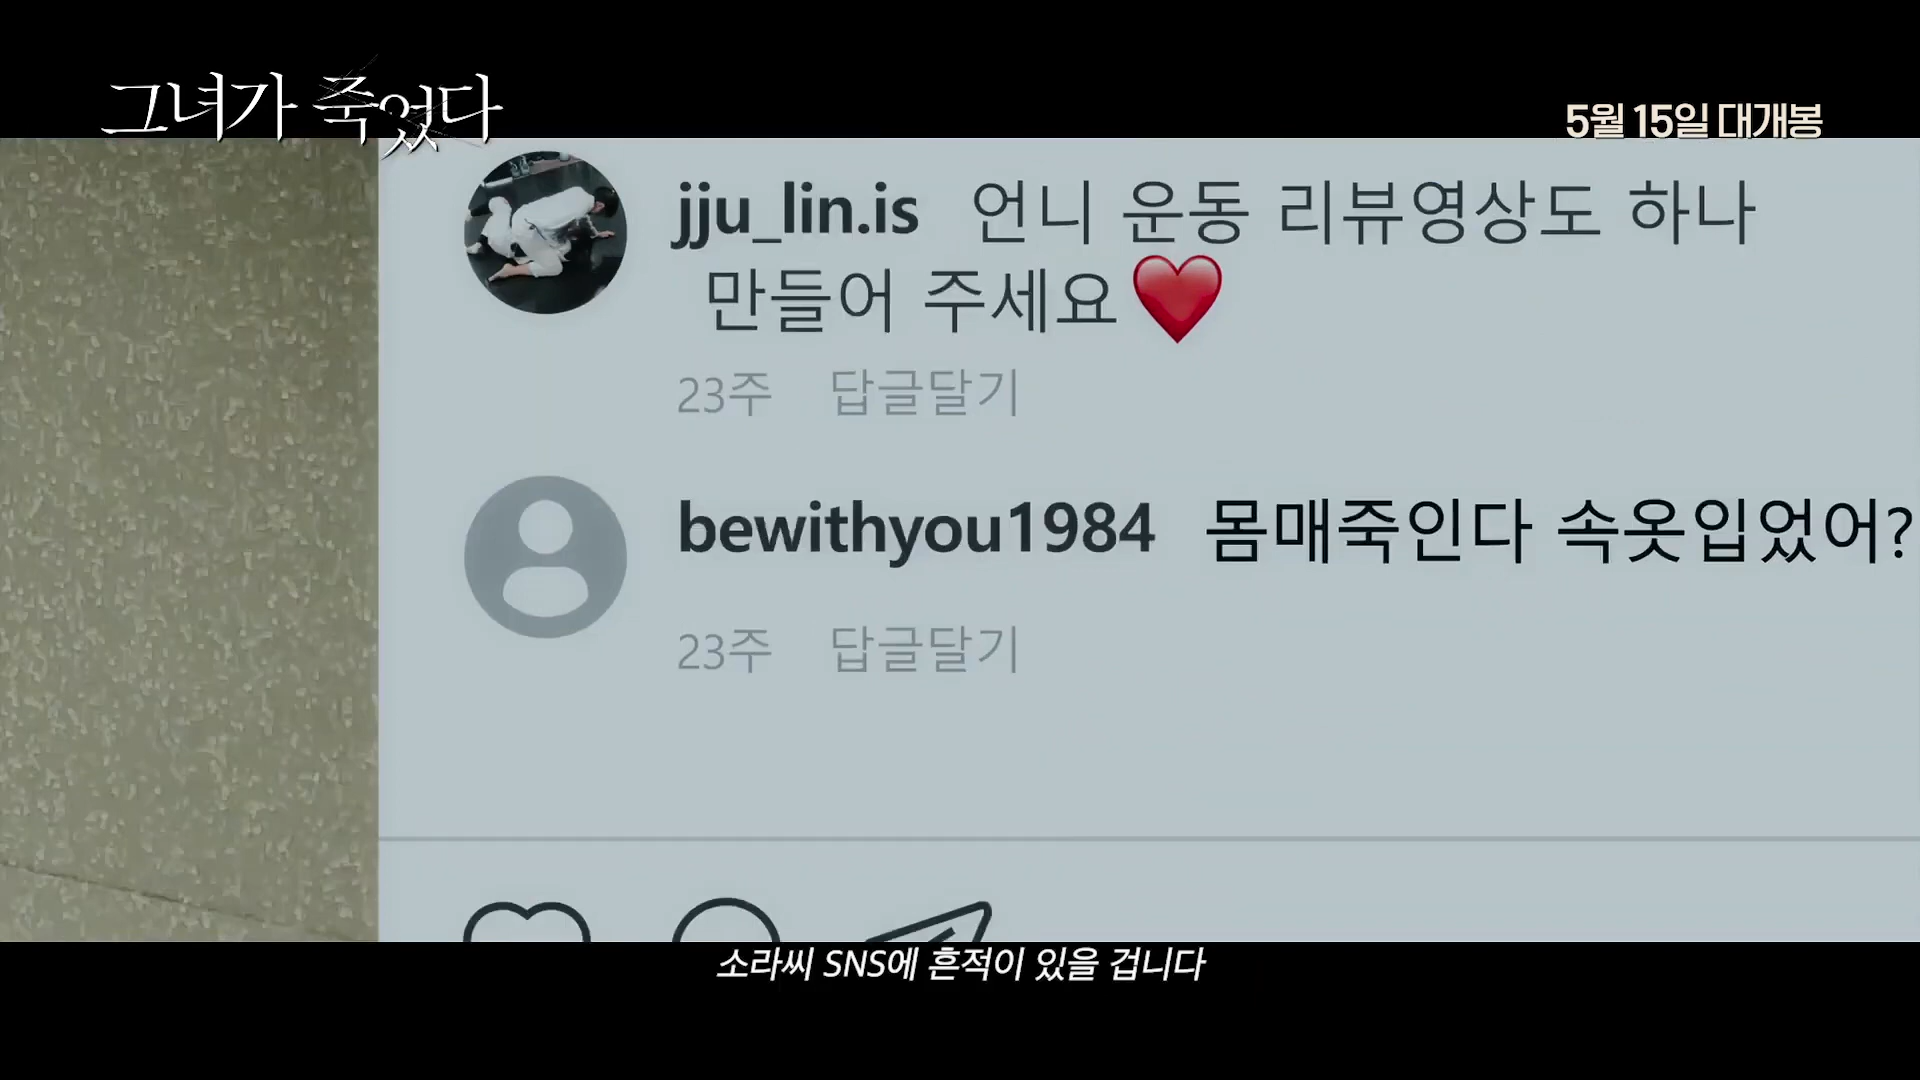 그녀가 죽었다
5월 15일 대개봉
jju_lin.is 언니 운동 리뷰영상도 하나
만들어 주세요❤️
23주 답글달기
bewithyou1984 몸매죽인다 속옷입었어?
23주 답글달기
소라씨 SNS에 흔적이 있을 겁니다